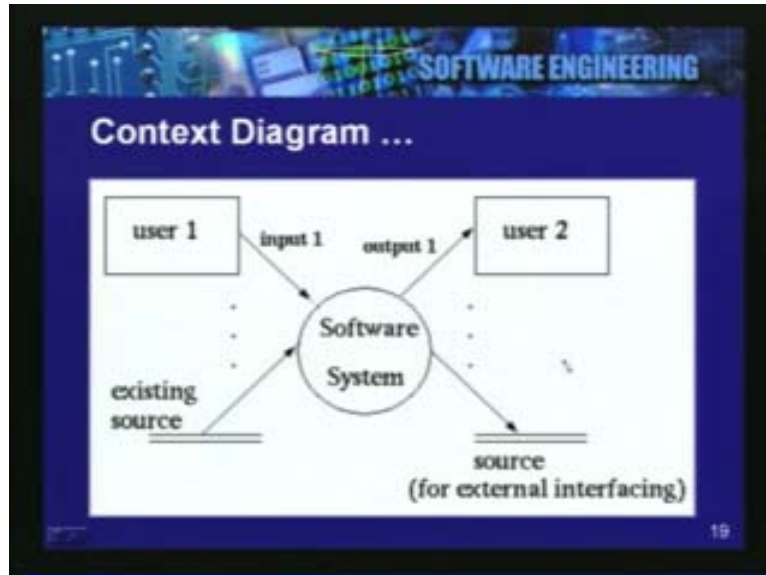 SOFTWARE ENGINEERING
Context Diagram ...
user 1
input 1
output 1
user 2
Software
System
existing
source
source
(for external interfacing)
19